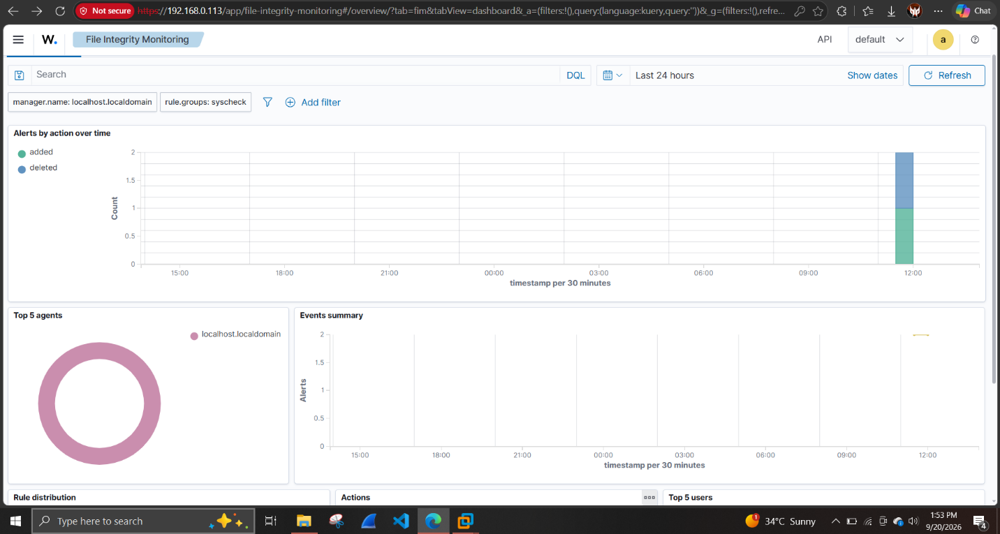 Not secure https://192.168.0.113/app/file-integrity-monitoring#/overview/?tab=fim&tabView=dashboard&_a=(filters:!(),query:(language:kuery,query:''))&_g=(filters:!(),refre... Chat
W. File Integrity Monitoring API default a
Search DQL Last 24 hours Show dates Refresh
manager.name: localhost.localdomain rule.groups: syscheck Add filter
Alerts by action over time
added
deleted
2
1.5
1
0.5
0
Count
15:00 18:00 21:00 00:00 03:00 06:00 09:00 12:00
timestamp per 30 minutes
Top 5 agents
localhost.localdomain
Events summary
2
1.5
1
0.5
0
Alerts
15:00 18:00 21:00 00:00 03:00 06:00 09:00 12:00
timestamp per 30 minutes
Rule distribution
Actions
Top 5 users
Type here to search
1
34°C Sunny
1:53 PM
9/20/2026
4